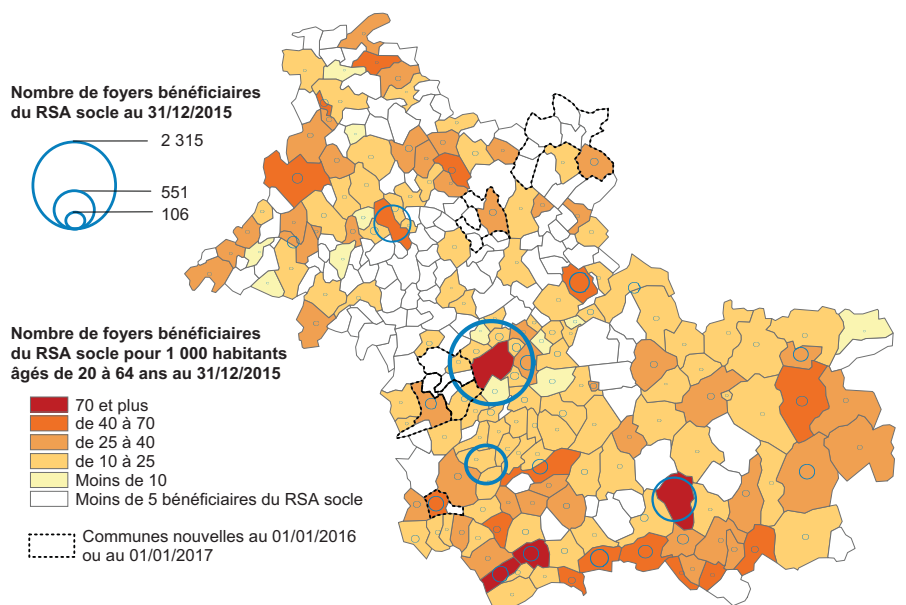 Nombre de foyers bénéficiaires
du RSA socle au 31/12/2015
2 315
551
106
Nombre de foyers bénéficiaires
du RSA socle pour 1 000 habitants
âgés de 20 à 64 ans au 31/12/2015
70 et plus
de 40 à 70
de 25 à 40
de 10 à 25
Moins de 10
Moins de 5 bénéficiaires du RSA socle
Communes nouvelles au 01/01/2016
ou au 01/01/2017